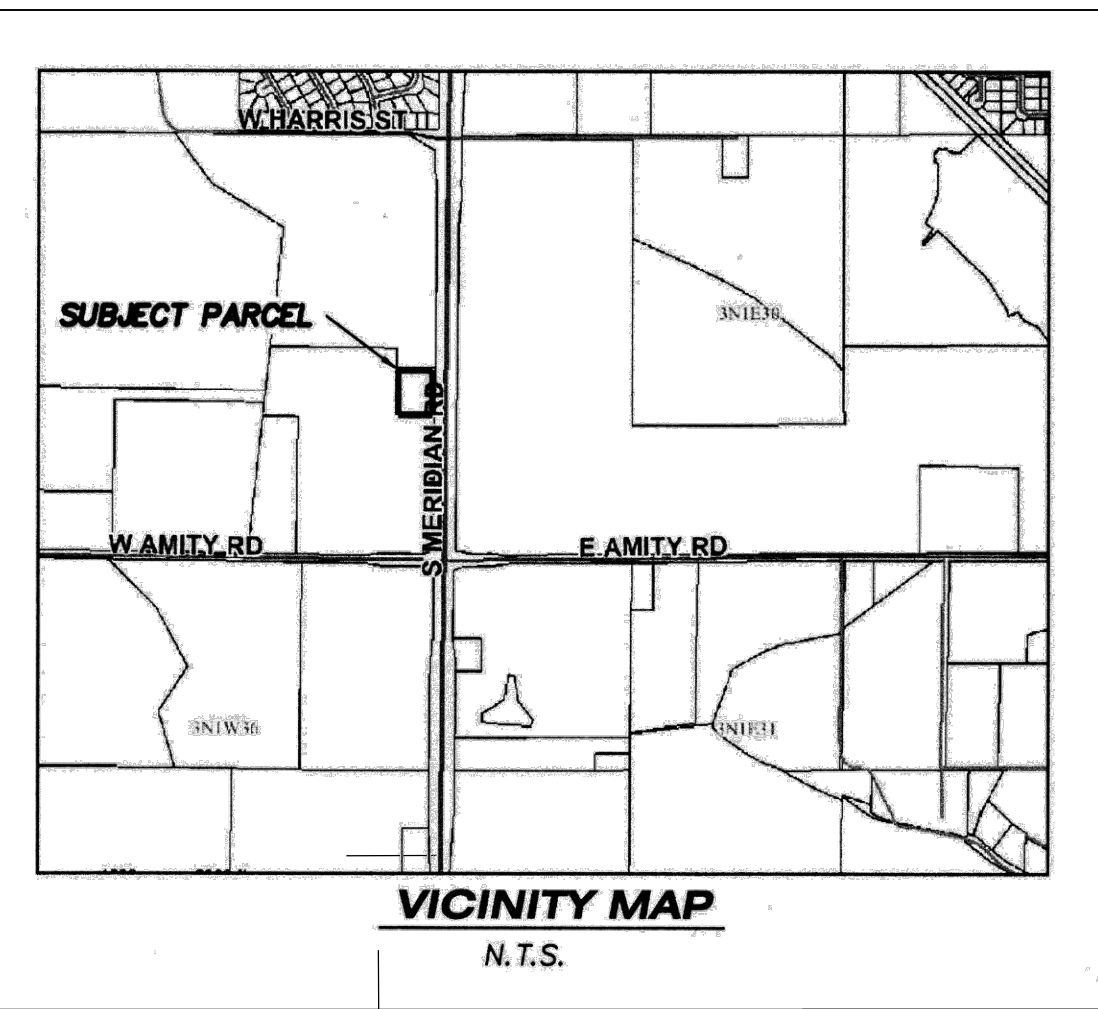 W HARRIS ST
SUBJECT PARCEL
3N1E30
S MERIDIAN RD
W AMITY RD
E AMITY RD
3N1W36
3N1E31
VICINITY MAP
N.T.S.